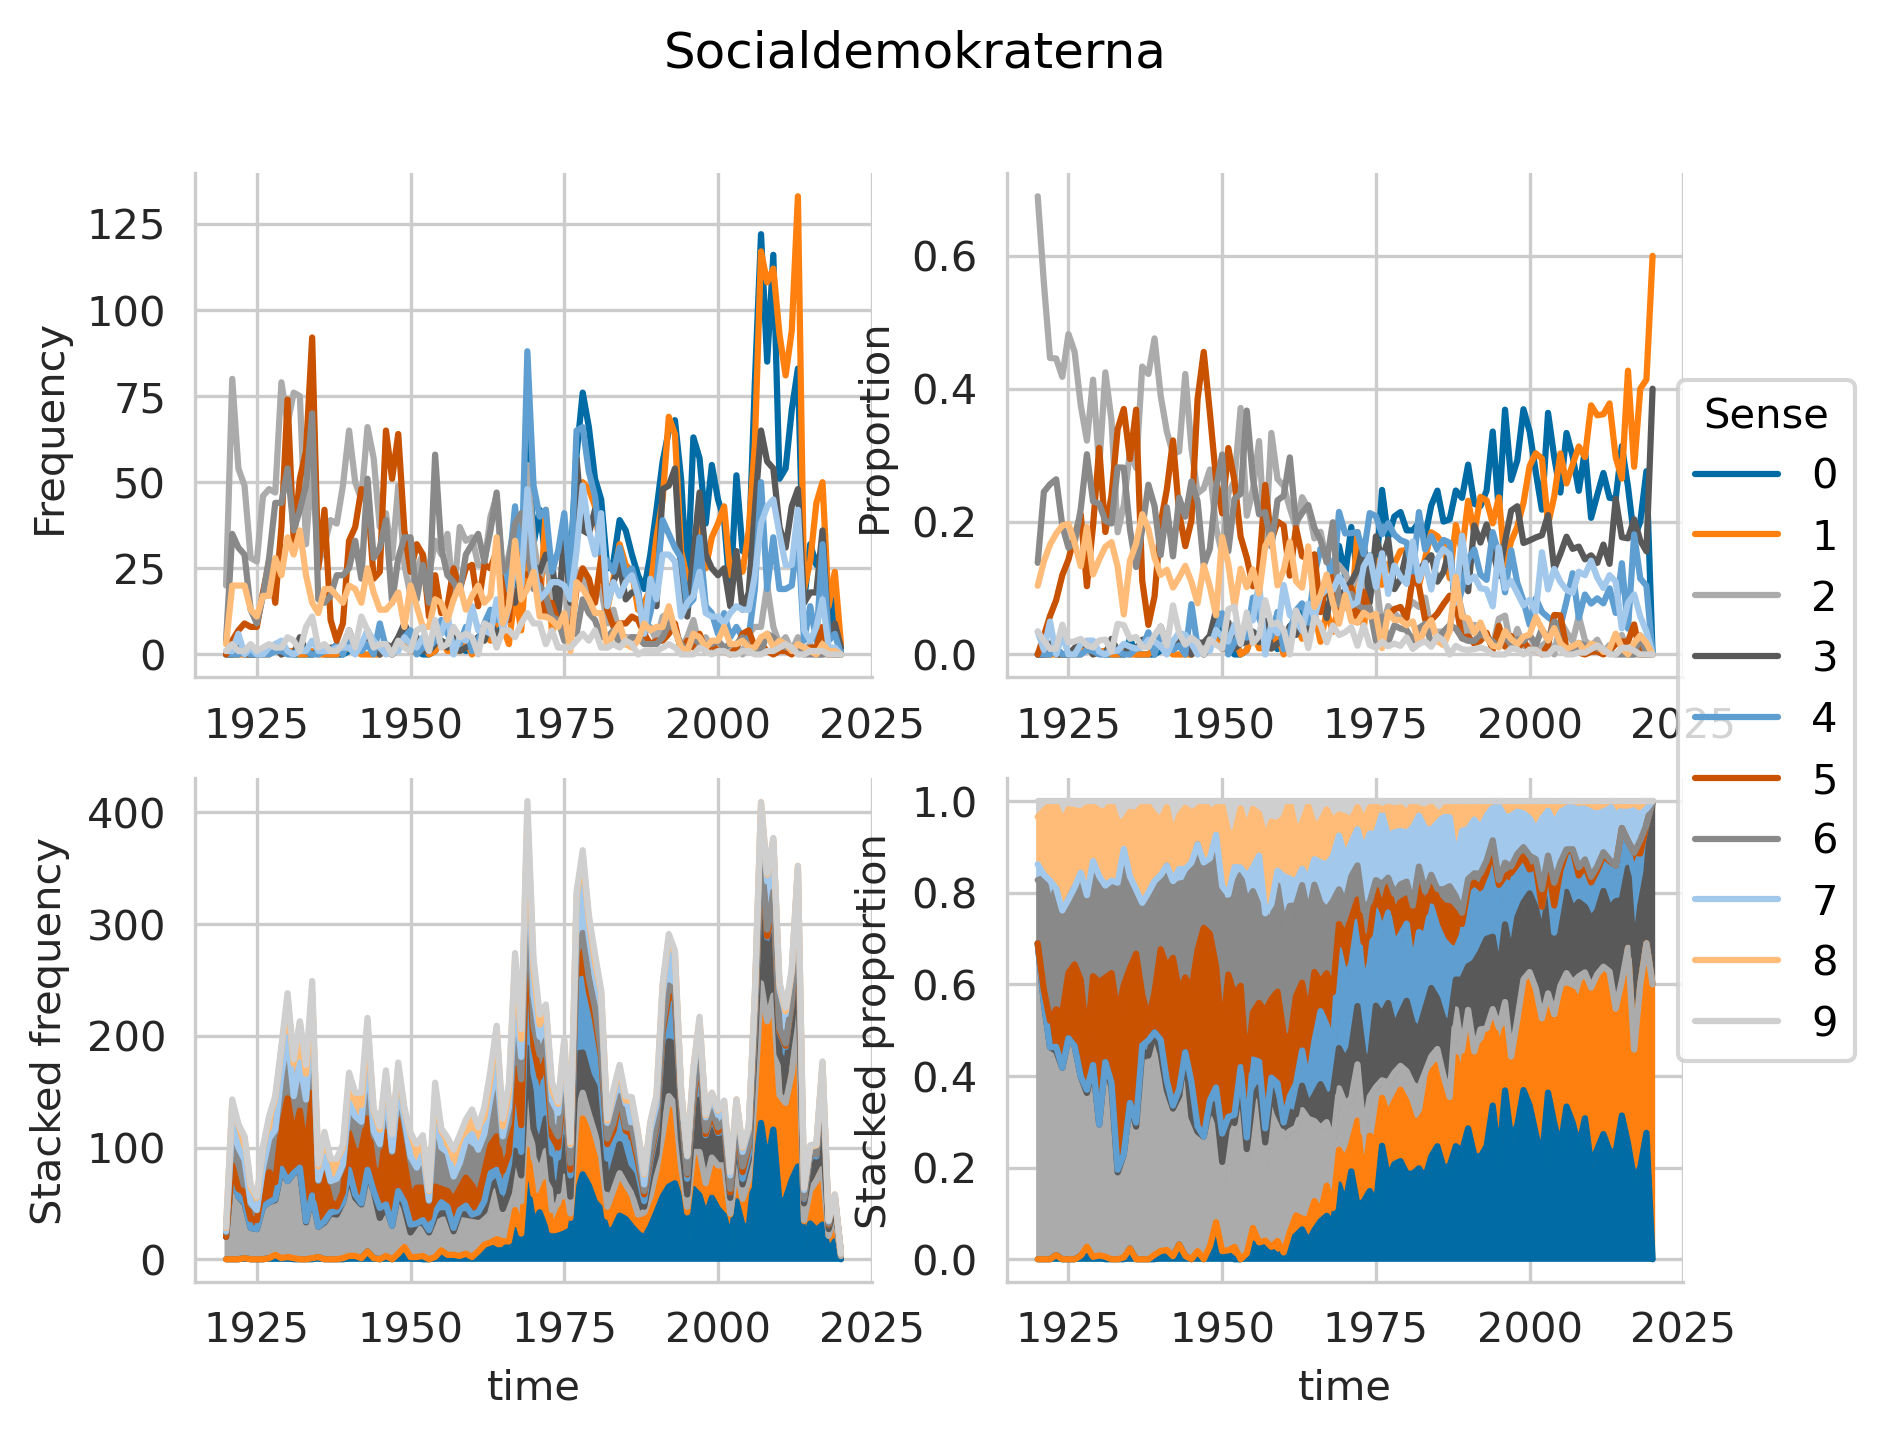 Socialdemokraterna
Frequency
125
100
75
50
25
0
1925 1950 1975 2000 2025
Proportion
0.6
0.4
0.2
0.0
1925 1950 1975 2000 2025
Stacked frequency
400
300
200
100
0
1925 1950 1975 2000 2025
time
Stacked proportion
1.0
0.8
0.6
0.4
0.2
0.0
1925 1950 1975 2000 2025
time
Sense
0
1
2
3
4
5
6
7
8
9